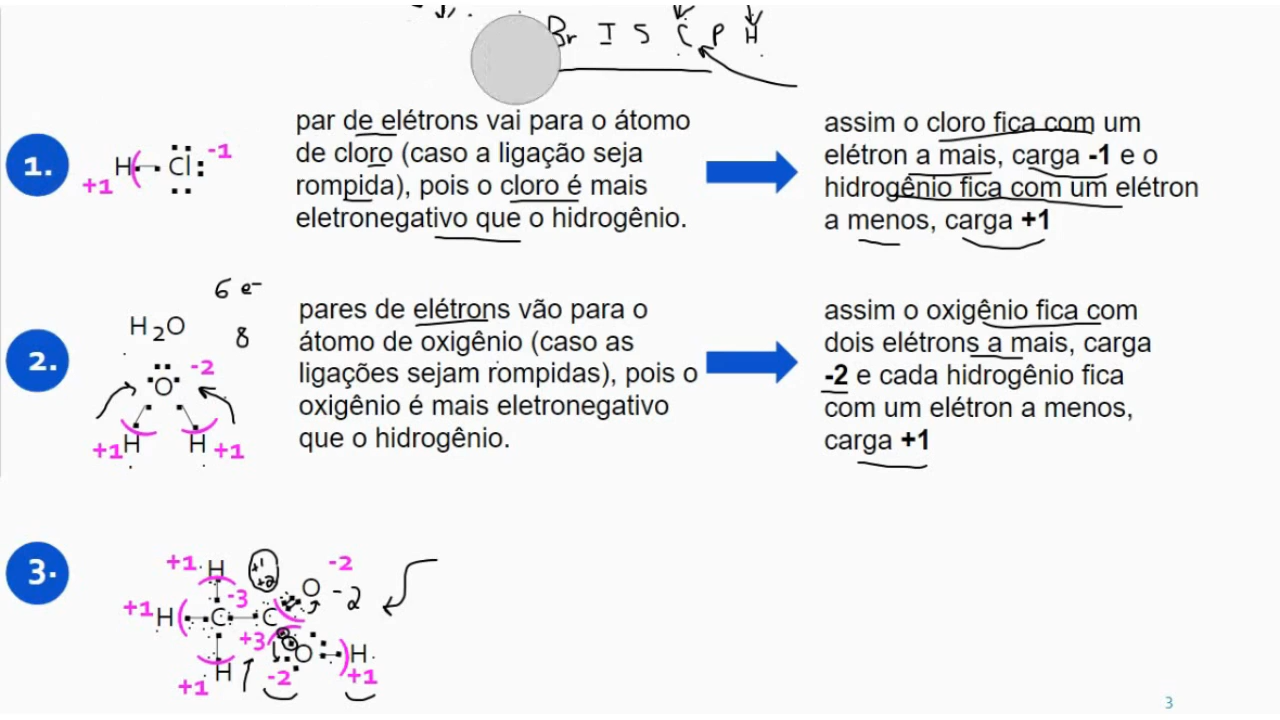 Br I S C P H
1.
H Cl -1
+1
par de elétrons vai para o átomo
de cloro (caso a ligação seja
rompida), pois o cloro é mais
eletronegativo que o hidrogênio.
assim o cloro fica com um
elétron a mais, carga -1 e o
hidrogênio fica com um elétron
a menos, carga +1
6 e-
H2O
8
2.
O -2
+1 H H +1
pares de elétrons vão para o
átomo de oxigênio (caso as
ligações sejam rompidas), pois o
oxigênio é mais eletronegativo
que o hidrogênio.
assim o oxigênio fica com
dois elétrons a mais, carga
-2 e cada hidrogênio fica
com um elétron a menos,
carga +1
3.
+1 H +1 -2
+2 O -2
-3
+1 H C C
+3
O H
+1 H -2 +1
3